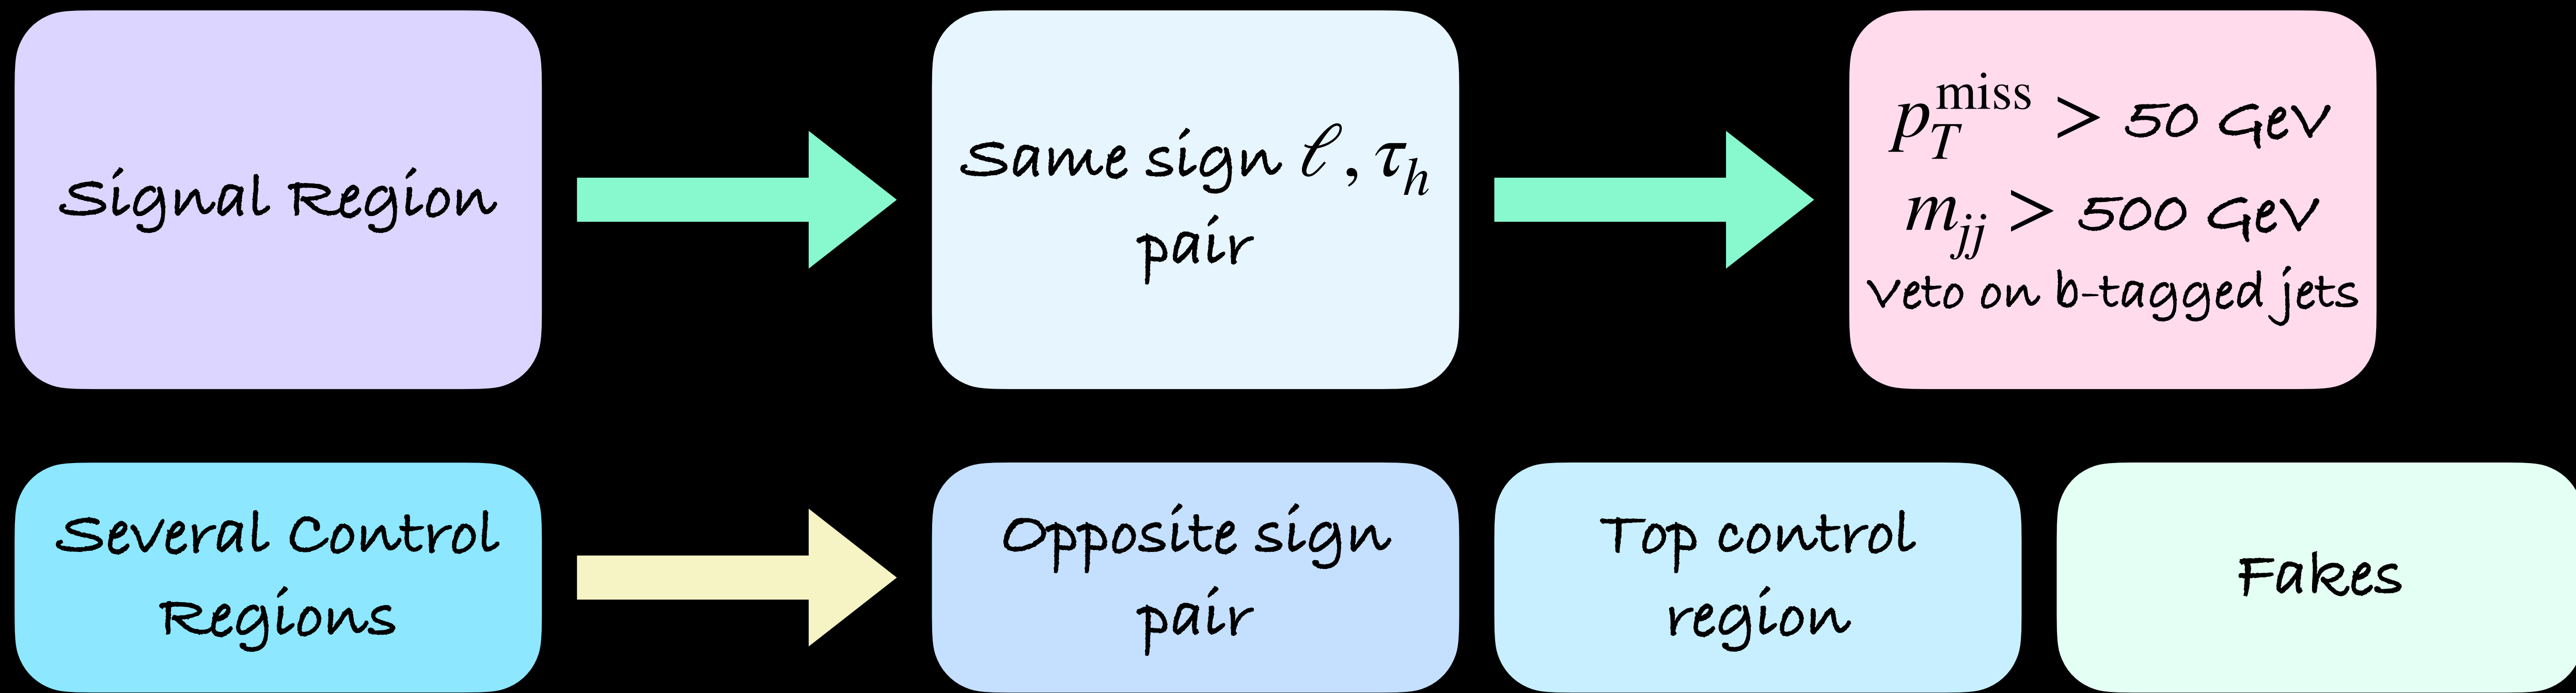 Signal Region
Same sign ℓ, τ_h
pair
p_T^miss > 50 GeV
m_jj > 500 GeV
Veto on b-tagged jets
Several Control
Regions
Opposite sign
pair
Top control
region
Fakes